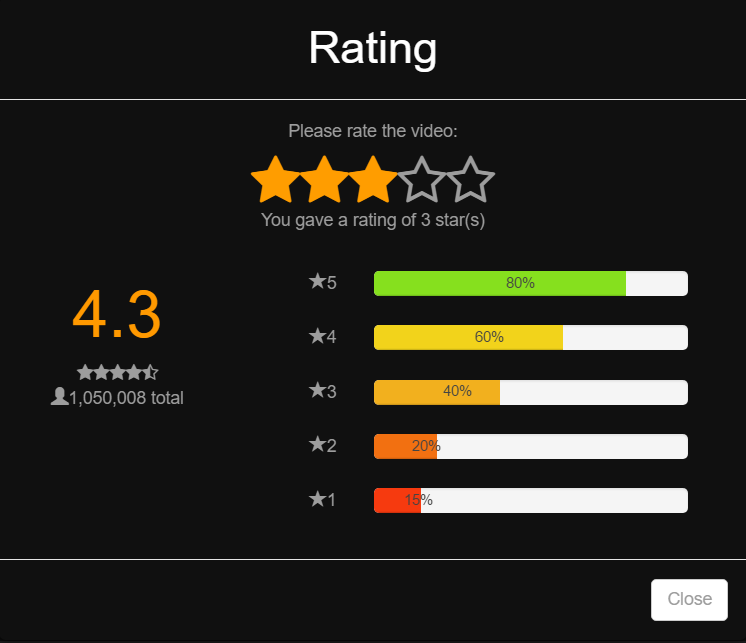 Rating
Please rate the video:
You gave a rating of 3 star(s)
4.3
1,050,008 total
★5 80%
★4 60%
★3 40%
★2 20%
★1 15%
Close